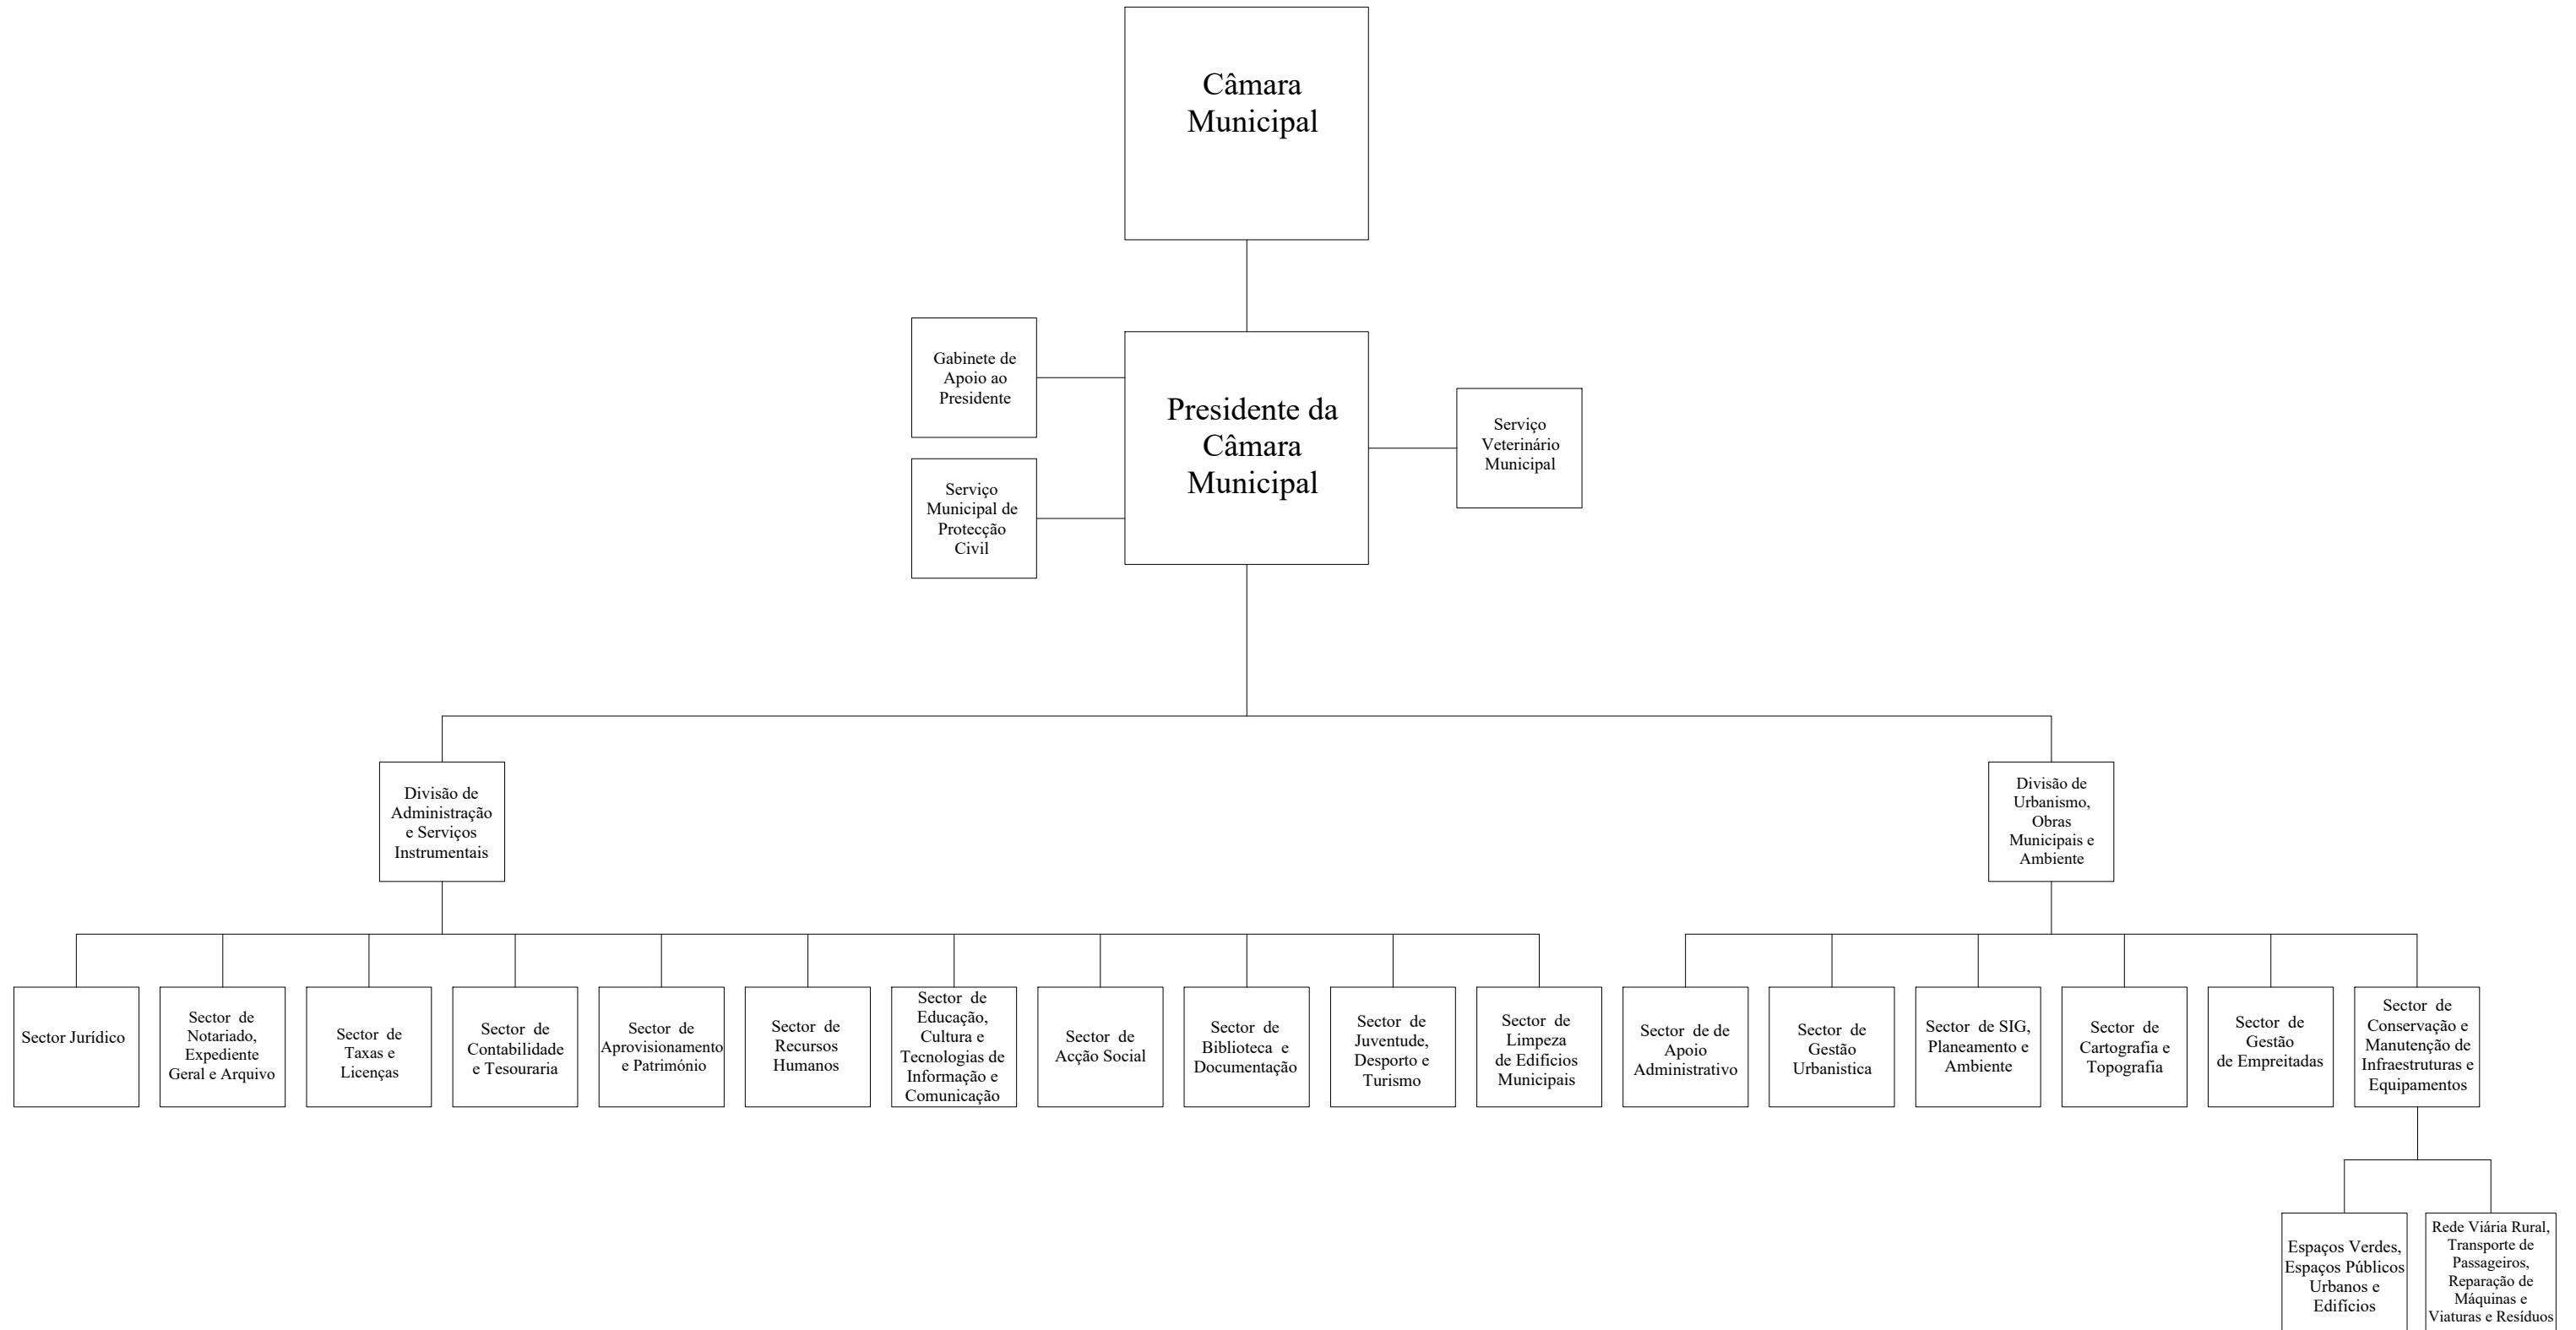 Câmara
Municipal
Gabinete de
Apoio ao
Presidente
Presidente da
Câmara
Municipal
Serviço
Veterinário
Municipal
Serviço
Municipal de
Protecção
Civil
Divisão de
Administração
e Serviços
Instrumentais
Divisão de
Urbanismo,
Obras
Municipais e
Ambiente
Sector Jurídico
Sector de
Notariado,
Expediente
Geral e Arquivo
Sector de
Taxas e
Licenças
Sector de
Contabilidade
e Tesouraria
Sector de
Aprovisionamento
e Património
Sector de
Recursos
Humanos
Sector de
Educação,
Cultura e
Tecnologias de
Informação e
Comunicação
Sector de
Acção Social
Sector de
Biblioteca e
Documentação
Sector de
Juventude,
Desporto e
Turismo
Sector de
Limpeza
de Edifícios
Municipais
Sector de de
Apoio
Administrativo
Sector de
Gestão
Urbanistica
Sector de SIG,
Planeamento e
Ambiente
Sector de
Cartografia e
Topografia
Sector de
Gestão
de Empreitadas
Sector de
Conservação e
Manutenção de
Infraestruturas e
Equipamentos
Espaços Verdes,
Espaços Públicos
Urbanos e
Edifícios
Rede Viária Rural,
Transporte de
Passageiros,
Reparação de
Máquinas e
Viaturas e Resíduos